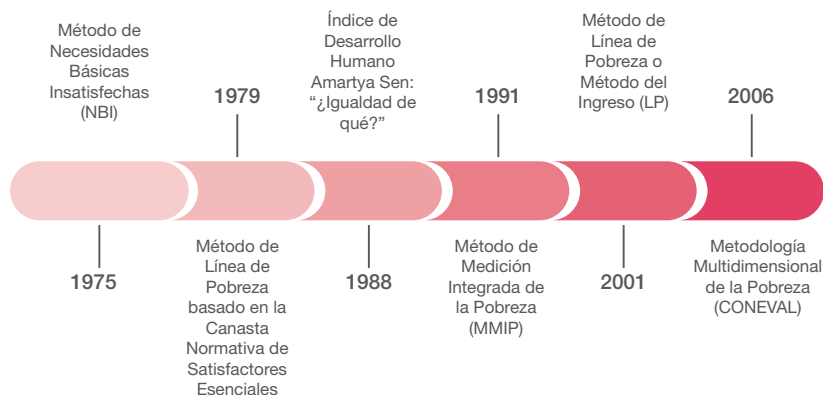 Método de
Necesidades
Básicas
Insatisfechas
(NBI)
1975
1979
Método de
Línea de
Pobreza
basado en la
Canasta
Normativa de
Satisfactores
Esenciales
Índice de
Desarrollo
Humano
Amartya Sen:
“¿Igualdad de
qué?”
1988
1991
Método de
Medición
Integrada de
la Pobreza
(MMIP)
Método de
Línea de
Pobreza o
Método del
Ingreso (LP)
2001
2006
Metodología
Multidimensional
de la Pobreza
(CONEVAL)